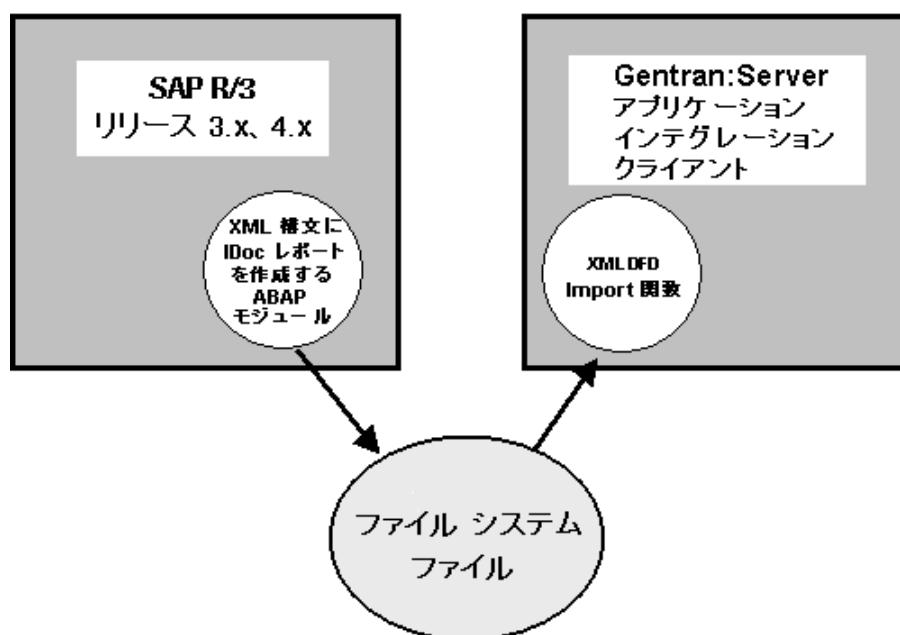 SAP R/3
リリース 3.x、4.x
XML 構文に
IDoc レポート
を作成する
ABAP
モジュール
Gentran:Server
アプリケーション
インテグレーション
クライアント
XML DFD
Import 関数
ファイル システム
ファイル